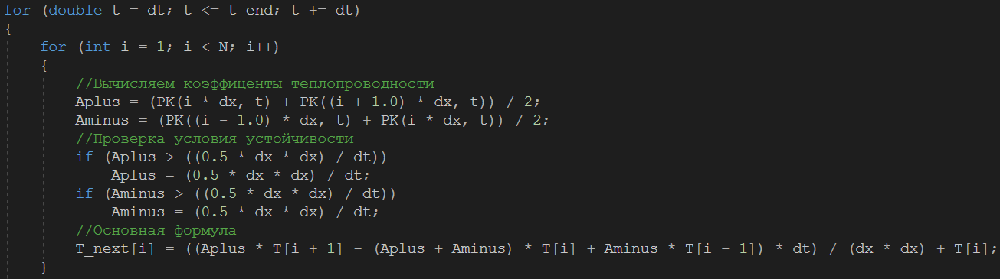 for (double t = dt; t <= t_end; t += dt)
{
for (int i = 1; i < N; i++)
{
//Вычисляем коэффиценты теплопроводности
Aplus = (PK(i * dx, t) + PK((i + 1.0) * dx, t)) / 2;
Aminus = (PK((i - 1.0) * dx, t) + PK(i * dx, t)) / 2;
//Проверка условия устойчивости
if (Aplus > ((0.5 * dx * dx) / dt))
Aplus = (0.5 * dx * dx) / dt;
if (Aminus > ((0.5 * dx * dx) / dt))
Aminus = (0.5 * dx * dx) / dt;
//Основная формула
T_next[i] = ((Aplus * T[i + 1] - (Aplus + Aminus) * T[i] + Aminus * T[i - 1]) * dt) / (dx * dx) + T[i];
}